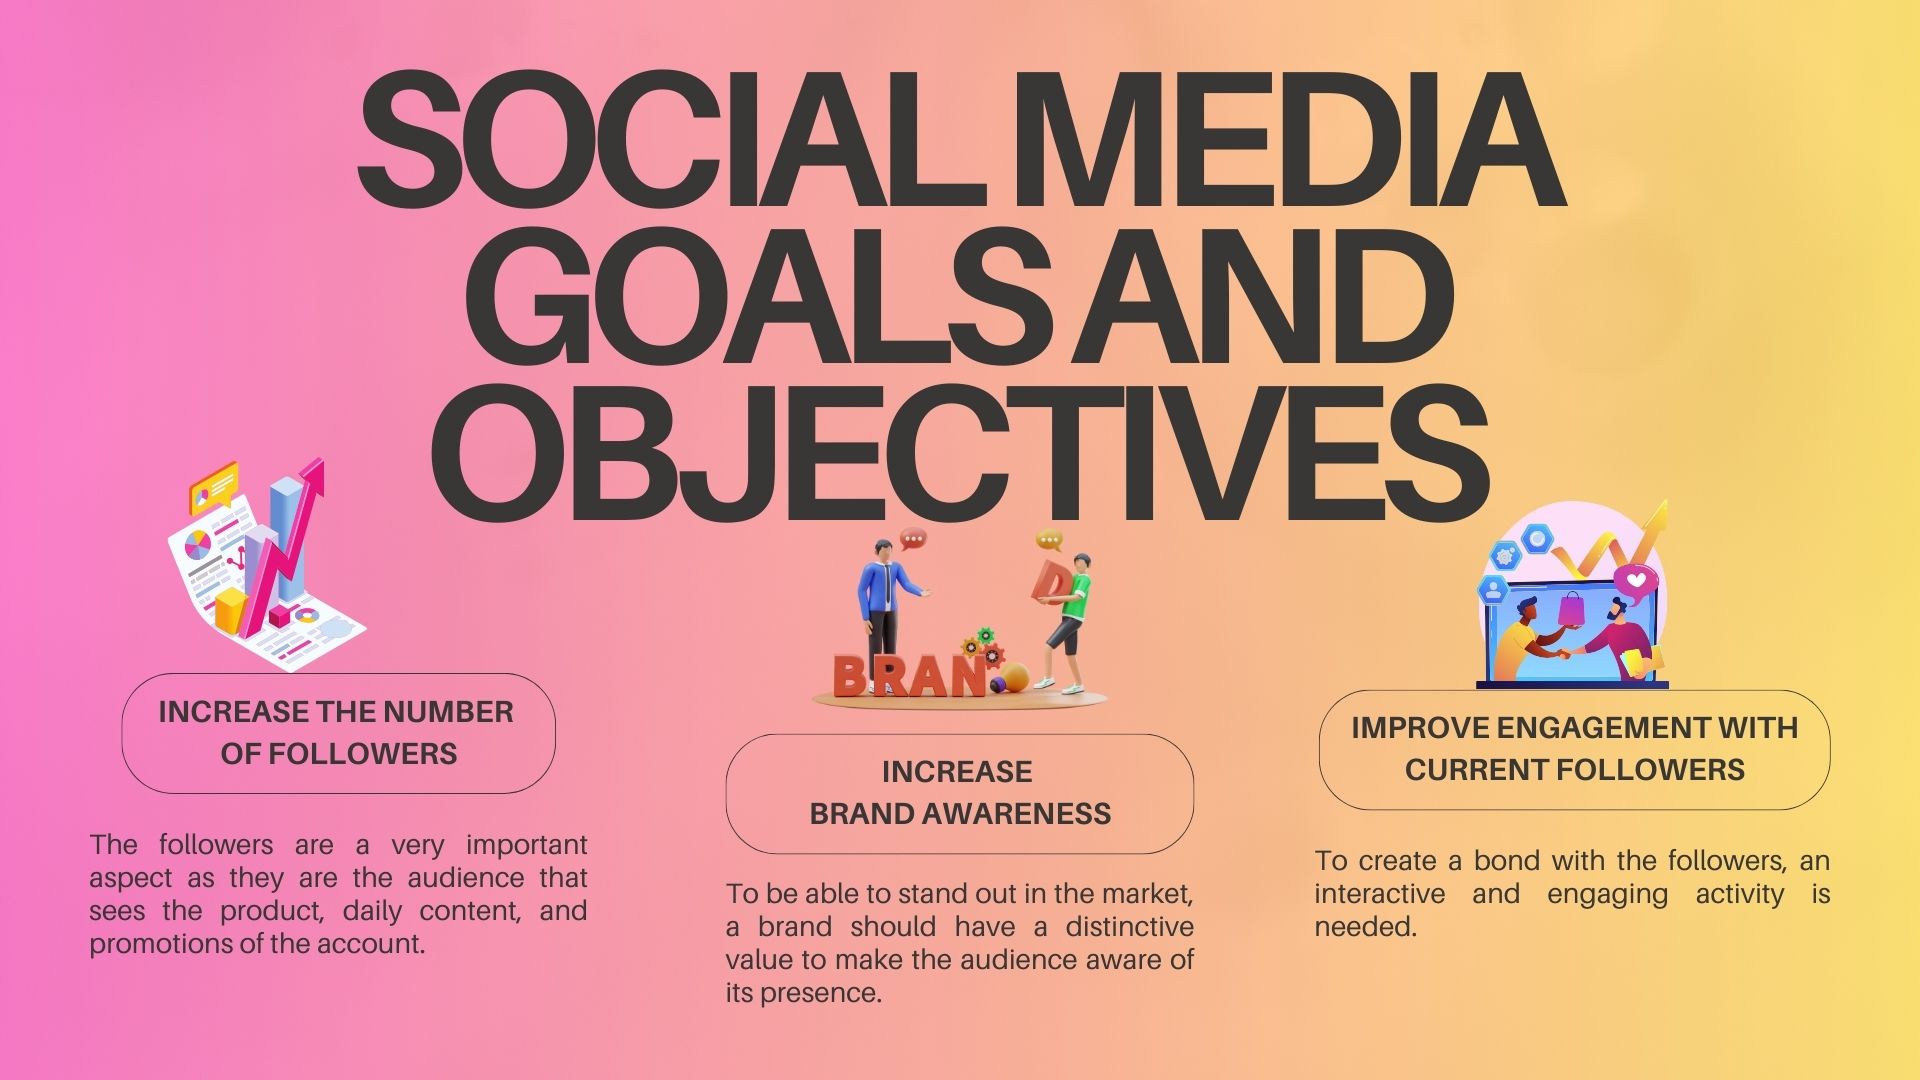 SOCIAL MEDIA
GOALS AND
OBJECTIVES
INCREASE THE NUMBER
OF FOLLOWERS
The followers are a very important
aspect as they are the audience that
sees the product, daily content, and
promotions of the account.
BRAN
D
INCREASE
BRAND AWARENESS
To be able to stand out in the market,
a brand should have a distinctive
value to make the audience aware of
its presence.
IMPROVE ENGAGEMENT WITH
CURRENT FOLLOWERS
To create a bond with the followers, an
interactive and engaging activity is
needed.